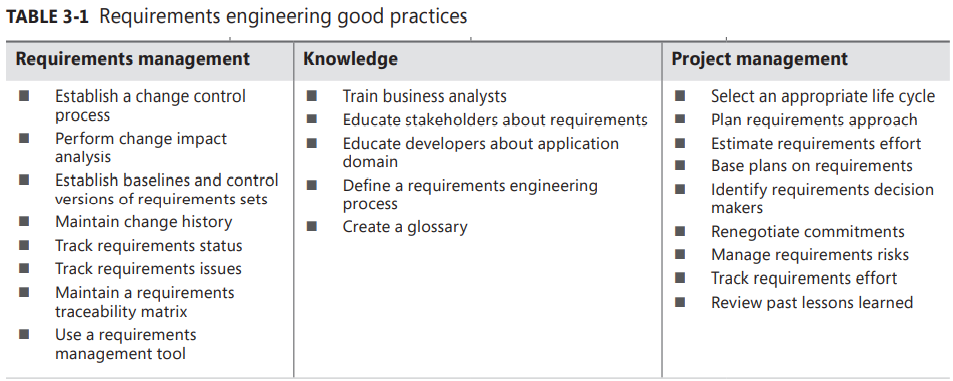 TABLE 3-1 Requirements engineering good practices
Requirements management
■ Establish a change control
process
■ Perform change impact
analysis
■ Establish baselines and control
versions of requirements sets
■ Maintain change history
■ Track requirements status
■ Track requirements issues
■ Maintain a requirements
traceability matrix
■ Use a requirements
management tool
Knowledge
■ Train business analysts
■ Educate stakeholders about requirements
■ Educate developers about application
domain
■ Define a requirements engineering
process
■ Create a glossary
Project management
■ Select an appropriate life cycle
■ Plan requirements approach
■ Estimate requirements effort
■ Base plans on requirements
■ Identify requirements decision
makers
■ Renegotiate commitments
■ Manage requirements risks
■ Track requirements effort
■ Review past lessons learned